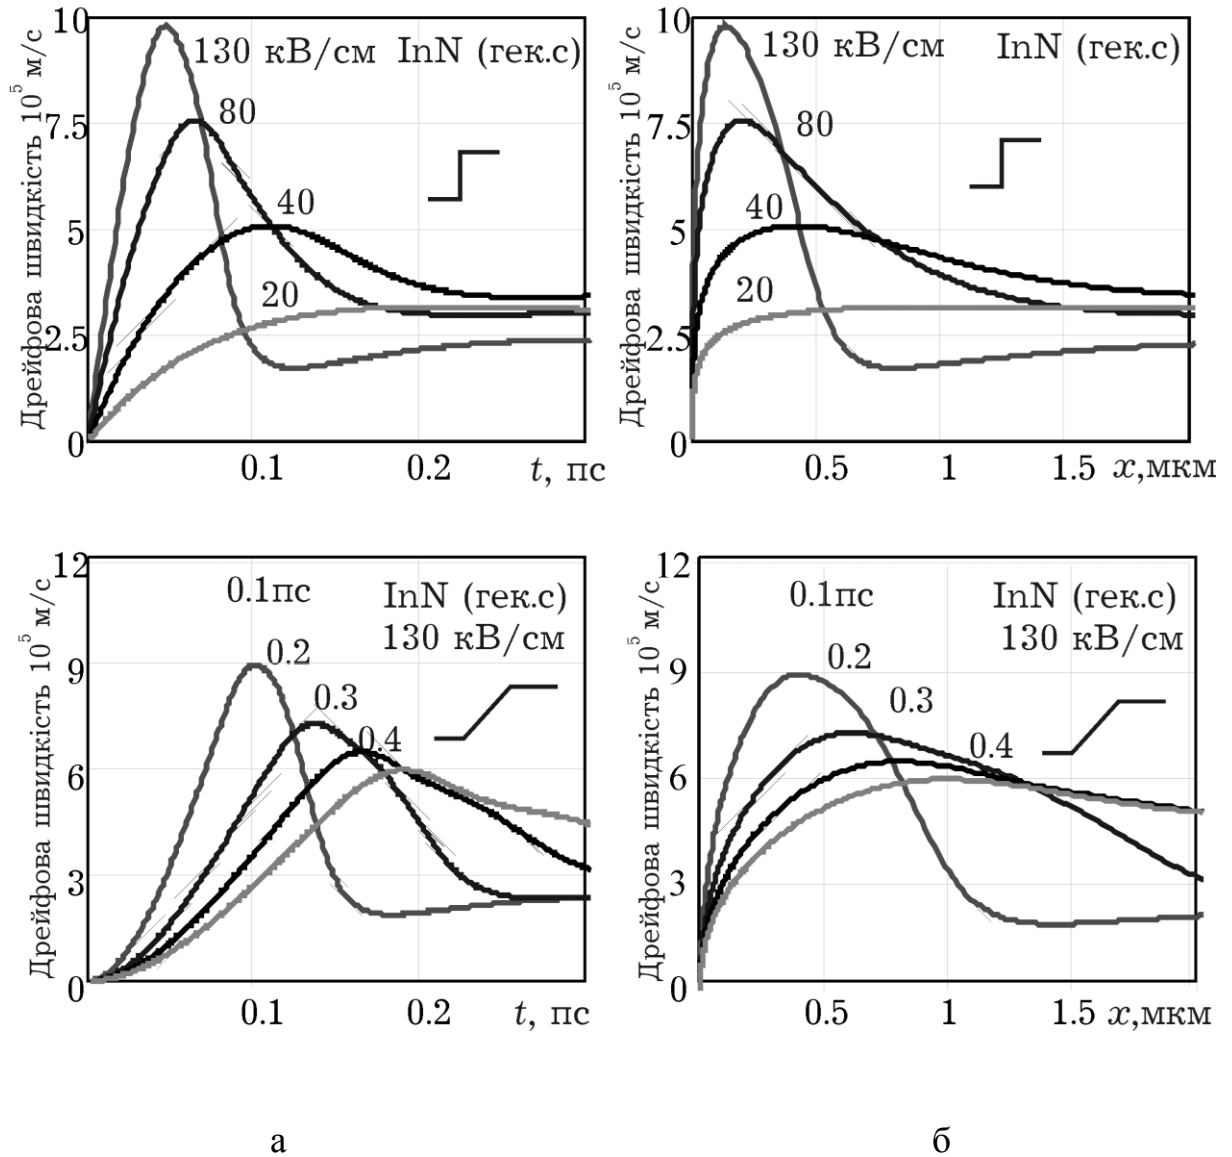 Дрейфова швидкість 10⁵ м/с
10
7.5
5
2.5
0
130 кВ/см InN (гек.с)
80
40
20
0.1
0.2
t, пс
Дрейфова швидкість 10⁵ м/с
10
7.5
5
2.5
0
130 кВ/см InN (гек.с)
80
40
20
0.5
1
1.5
x,мкм
Дрейфова швидкість 10⁵ м/с
12
9
6
3
0
0.1пс
InN (гек.с)
130 кВ/см
0.2
0.3
0.4
0.1
0.2
t, пс
Дрейфова швидкість 10⁵ м/с
12
9
6
3
0
0.1пс
InN (гек.с)
130 кВ/см
0.2
0.3
0.4
0.5
1
1.5
x,мкм
а
б